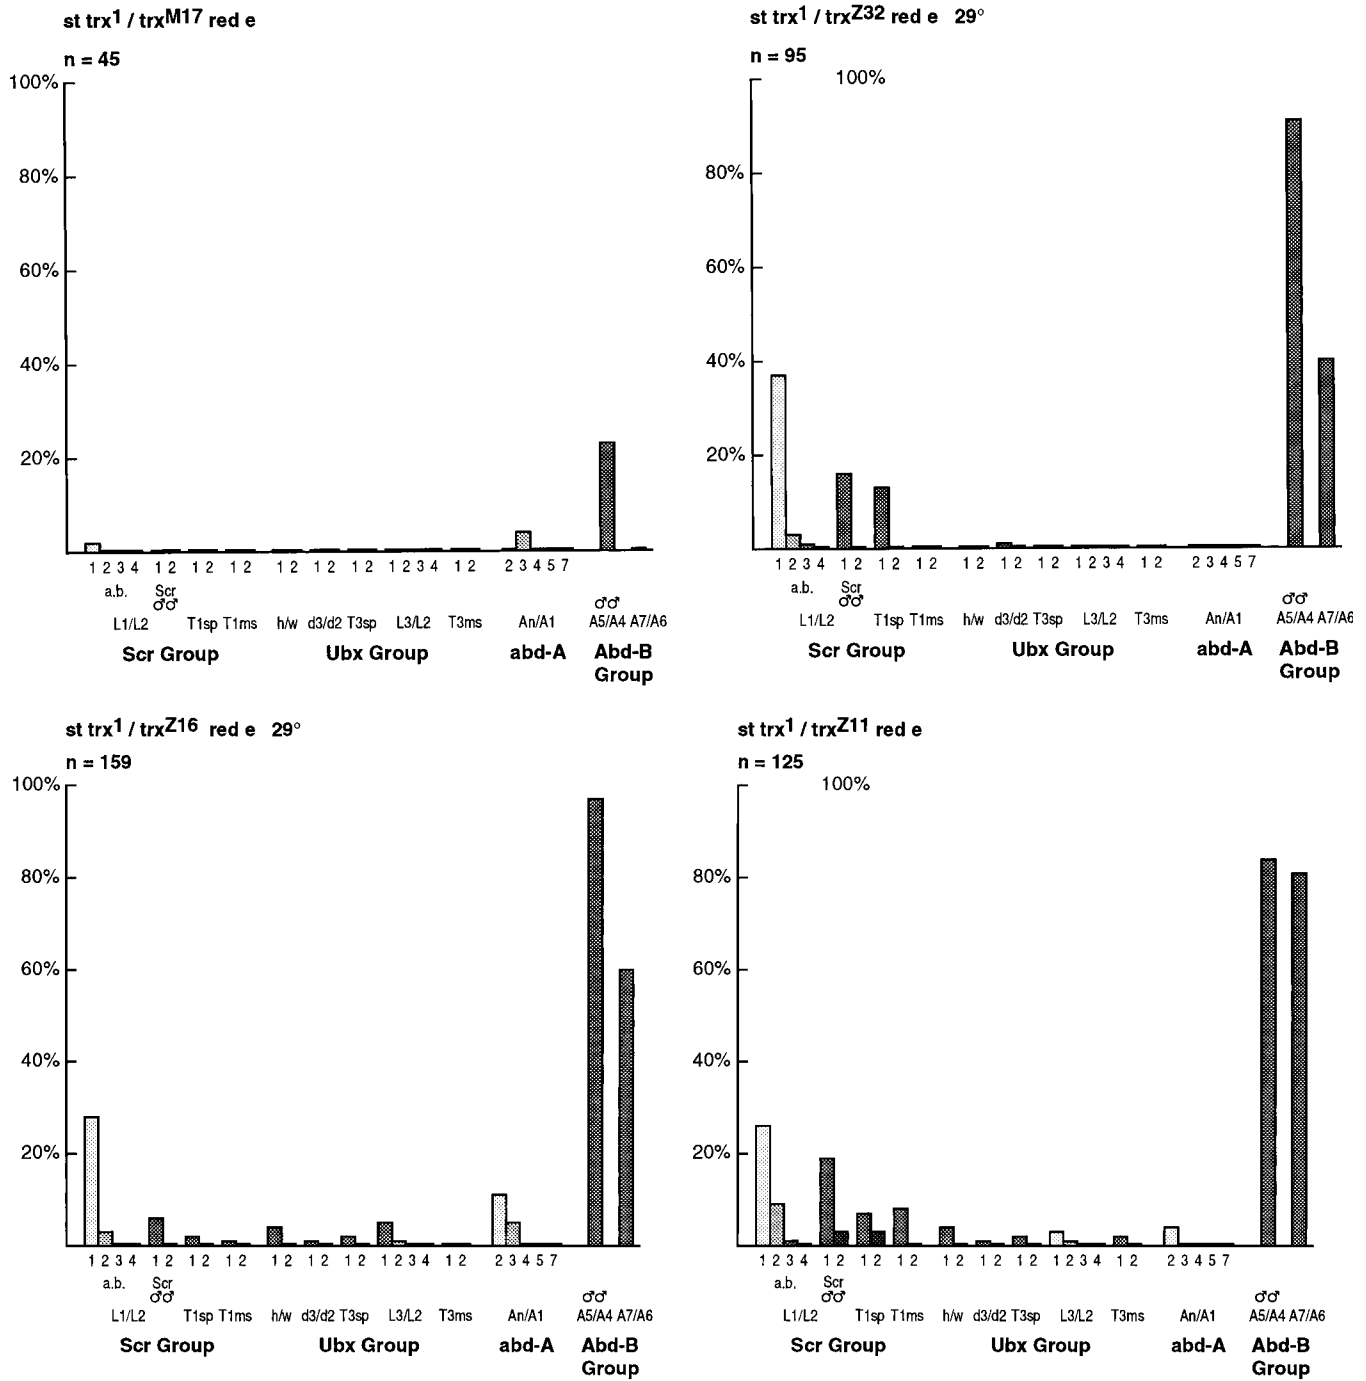 st trx1 / trxM17 red e
n = 45
100%
80%
60%
40%
20%
1 2 3 4 1 2 1 2 1 2 1 2 1 2 1 2 1 2 3 4 1 2 2 3 4 5 7
a.b. Scr
♂♂ ♂♂
L1/L2 T1sp T1ms h/w d3/d2 T3sp L3/L2 T3ms An/A1 A5/A4 A7/A6
Scr Group Ubx Group abd-A Abd-B
Group
st trx1 / trxZ32 red e 29°
n = 95
100%
80%
60%
40%
20%
1 2 3 4 1 2 1 2 1 2 1 2 1 2 1 2 1 2 3 4 1 2 2 3 4 5 7
a.b. Scr
♂♂ ♂♂
L1/L2 T1sp T1ms h/w d3/d2 T3sp L3/L2 T3ms An/A1 A5/A4 A7/A6
Scr Group Ubx Group abd-A Abd-B
Group
st trx1 / trxZ16 red e 29°
n = 159
100%
80%
60%
40%
20%
1 2 3 4 1 2 1 2 1 2 1 2 1 2 1 2 1 2 3 4 1 2 2 3 4 5 7
a.b. Scr
♂♂ ♂♂
L1/L2 T1sp T1ms h/w d3/d2 T3sp L3/L2 T3ms An/A1 A5/A4 A7/A6
Scr Group Ubx Group abd-A Abd-B
Group
st trx1 / trxZ11 red e
n = 125
100%
80%
60%
40%
20%
1 2 3 4 1 2 1 2 1 2 1 2 1 2 1 2 1 2 3 4 1 2 2 3 4 5 7
a.b. Scr
♂♂ ♂♂
L1/L2 T1sp T1ms h/w d3/d2 T3sp L3/L2 T3ms An/A1 A5/A4 A7/A6
Scr Group Ubx Group abd-A Abd-B
Group